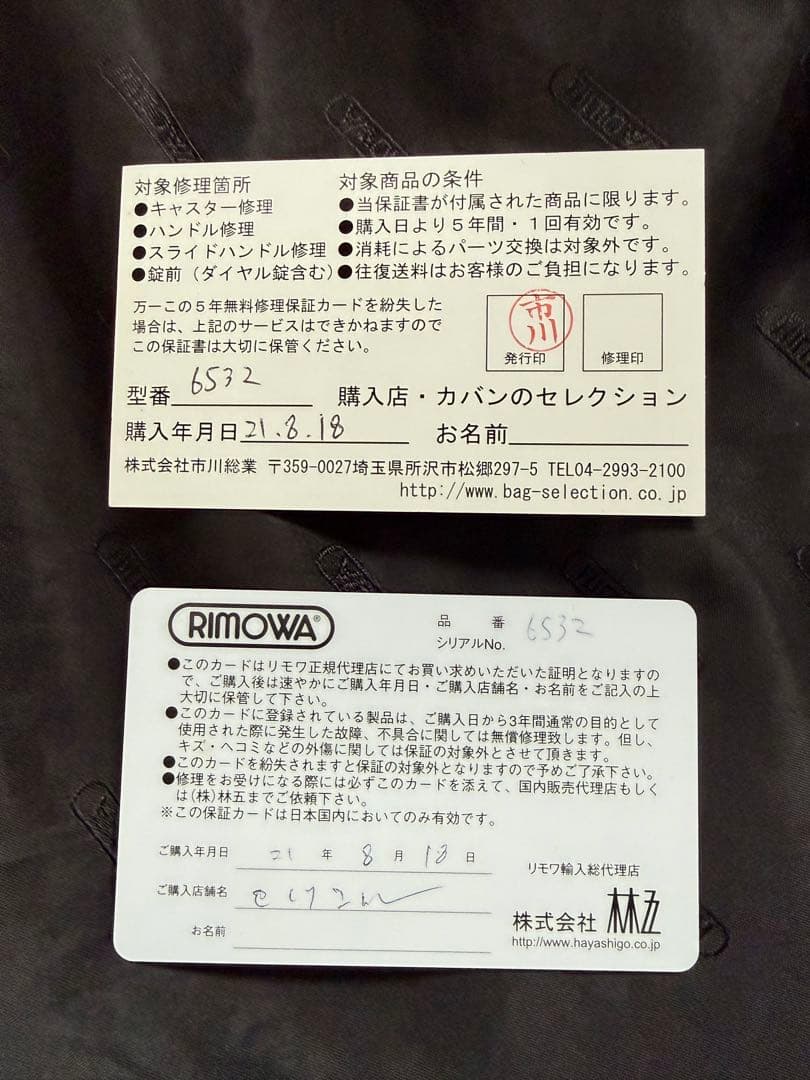 対象修理箇所
●キャスター修理
●ハンドル修理
●スライドハンドル修理
●錠前（ダイヤル錠含む）
対象商品の条件
●当保証書が付属された商品に限ります。
●購入日より５年間・１回有効です。
●消耗によるパーツ交換は対象外です。
●往復送料はお客様のご負担になります。
万一この５年無料修理保証カードを紛失した
場合は、上記のサービスはできかねますので
この保証書は大切に保管ください。
市川
発行印
修理印
型番 6532
購入店・カバンのセレクション
購入年月日 21.8.18
お名前
株式会社市川総業 〒359-0027埼玉県所沢市松郷297-5 TEL04-2993-2100
http://www.bag-selection.co.jp
RIMOWA®
品番 6532
シリアルNo.
●このカードはリモワ正規代理店にてお買い求めいただいた証明となりますの
で、ご購入後は速やかにご購入年月日・ご購入店舗名・お名前をご記入の上
大切に保管して下さい。
●このカードに登録されている製品は、ご購入日から3年間通常の目的として
使用された際に発生した故障、不具合に関しては無償修理致します。但し、
キズ・ヘコミなどの外傷に関しては保証の対象外とさせて頂きます。
●このカードを紛失されますと保証の対象外となりますので予めご了承下さい。
●修理をお受けになる際には必ずこのカードを添えて、国内販売代理店もしく
は(株)林五までご依頼下さい。
※この保証カードは日本国内においてのみ有効です。
ご購入年月日 21 年 8 月 18 日
ご購入店舗名
お名前
リモワ輸入総代理店
株式会社 林五
http://www.hayashigo.co.jp
RIMOWA